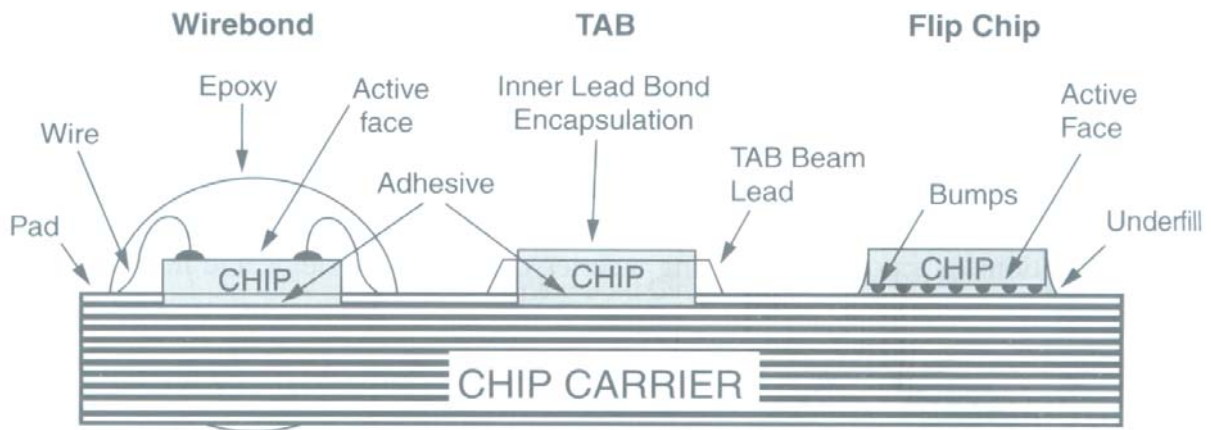 Wirebond
TAB
Flip Chip
Epoxy
Active
face
Inner Lead Bond
Encapsulation
Active
Face
Wire
Adhesive
TAB Beam
Lead
Bumps
Underfill
Pad
CHIP
CHIP
CHIP
CHIP CARRIER